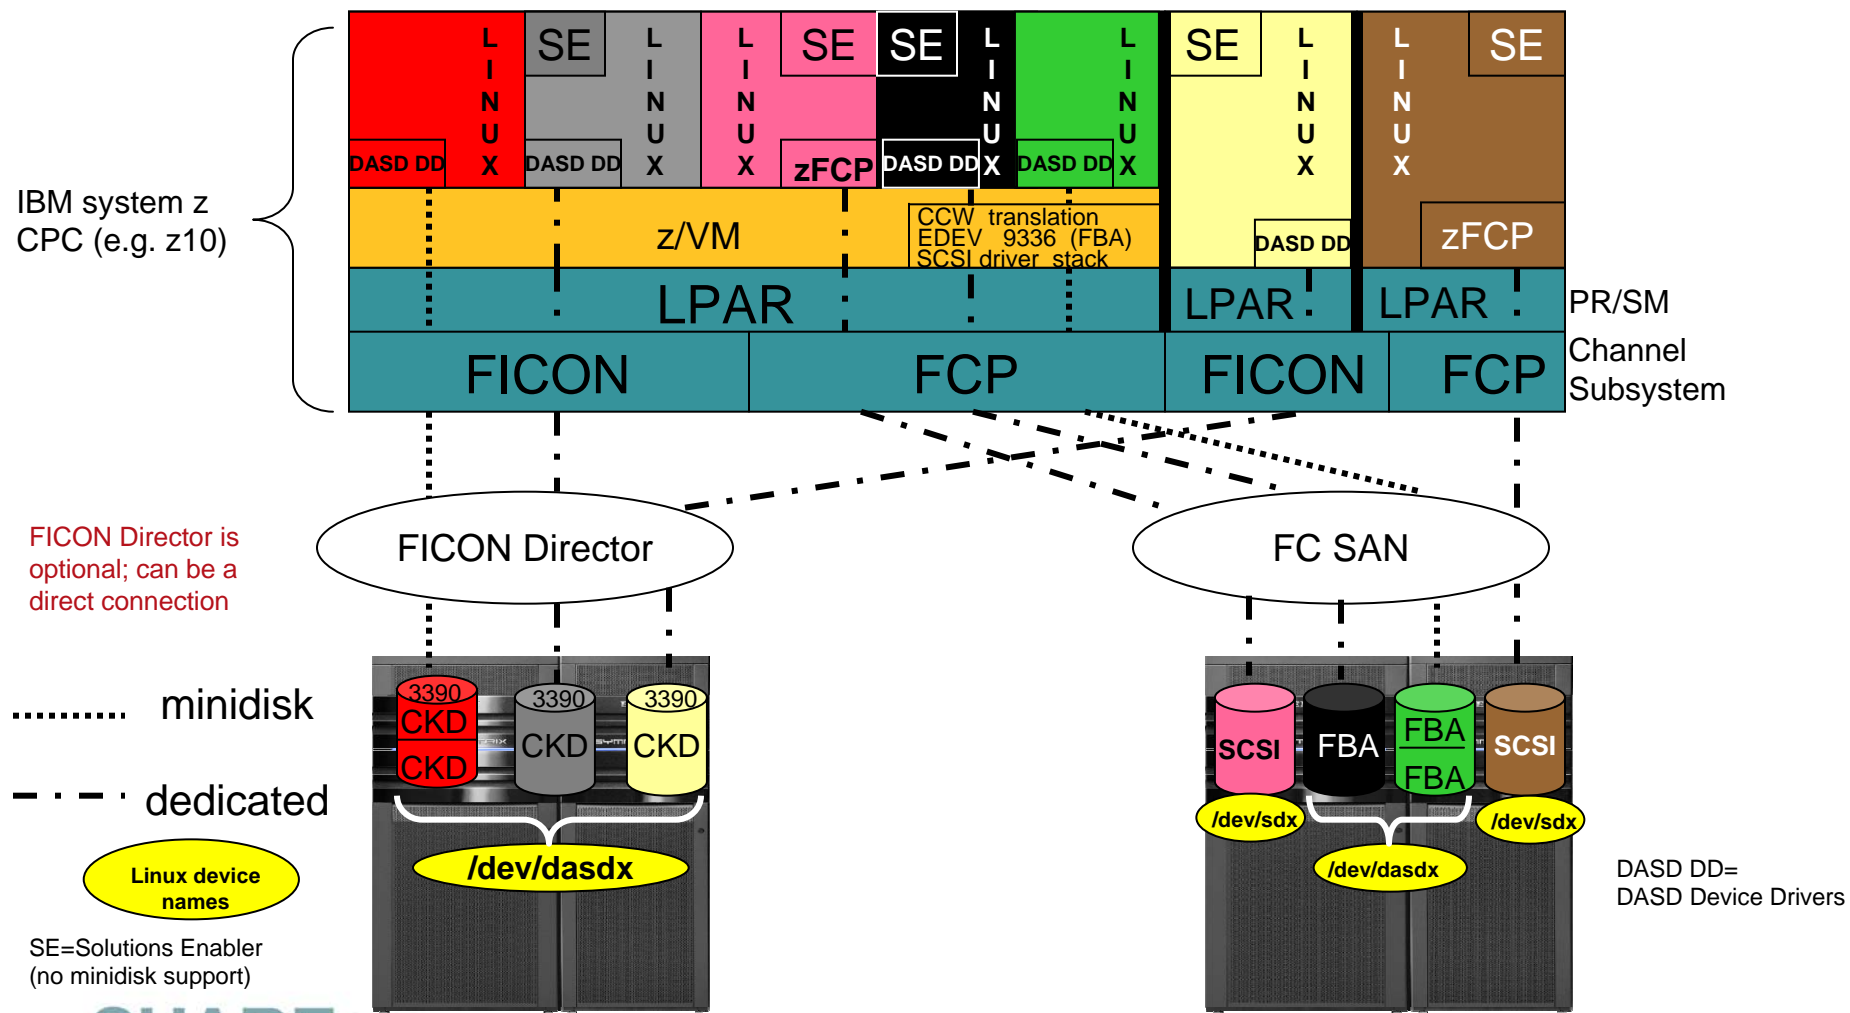 LINUX
SE
LINUX
LINUX
SE
SE
LINUX
LINUX
SE
LINUX
LINUX
SE
DASD DD
DASD DD
zFCP
DASD DD
DASD DD
IBM system z
CPC (e.g. z10)
z/VM
CCW translation
EDEV 9336 (FBA)
SCSI driver stack
DASD DD
zFCP
LPAR
LPAR
LPAR
PR/SM
FICON
FCP
FICON
FCP
Channel
Subsystem
FICON Director is
optional; can be a
direct connection
FICON Director
FC SAN
minidisk
dedicated
Linux device
names
SE=Solutions Enabler
(no minidisk support)
3390
CKD
CKD
3390
CKD
3390
CKD
/dev/dasdx
SCSI
FBA
FBA
FBA
SCSI
/dev/sdx
/dev/sdx
/dev/dasdx
DASD DD=
DASD Device Drivers